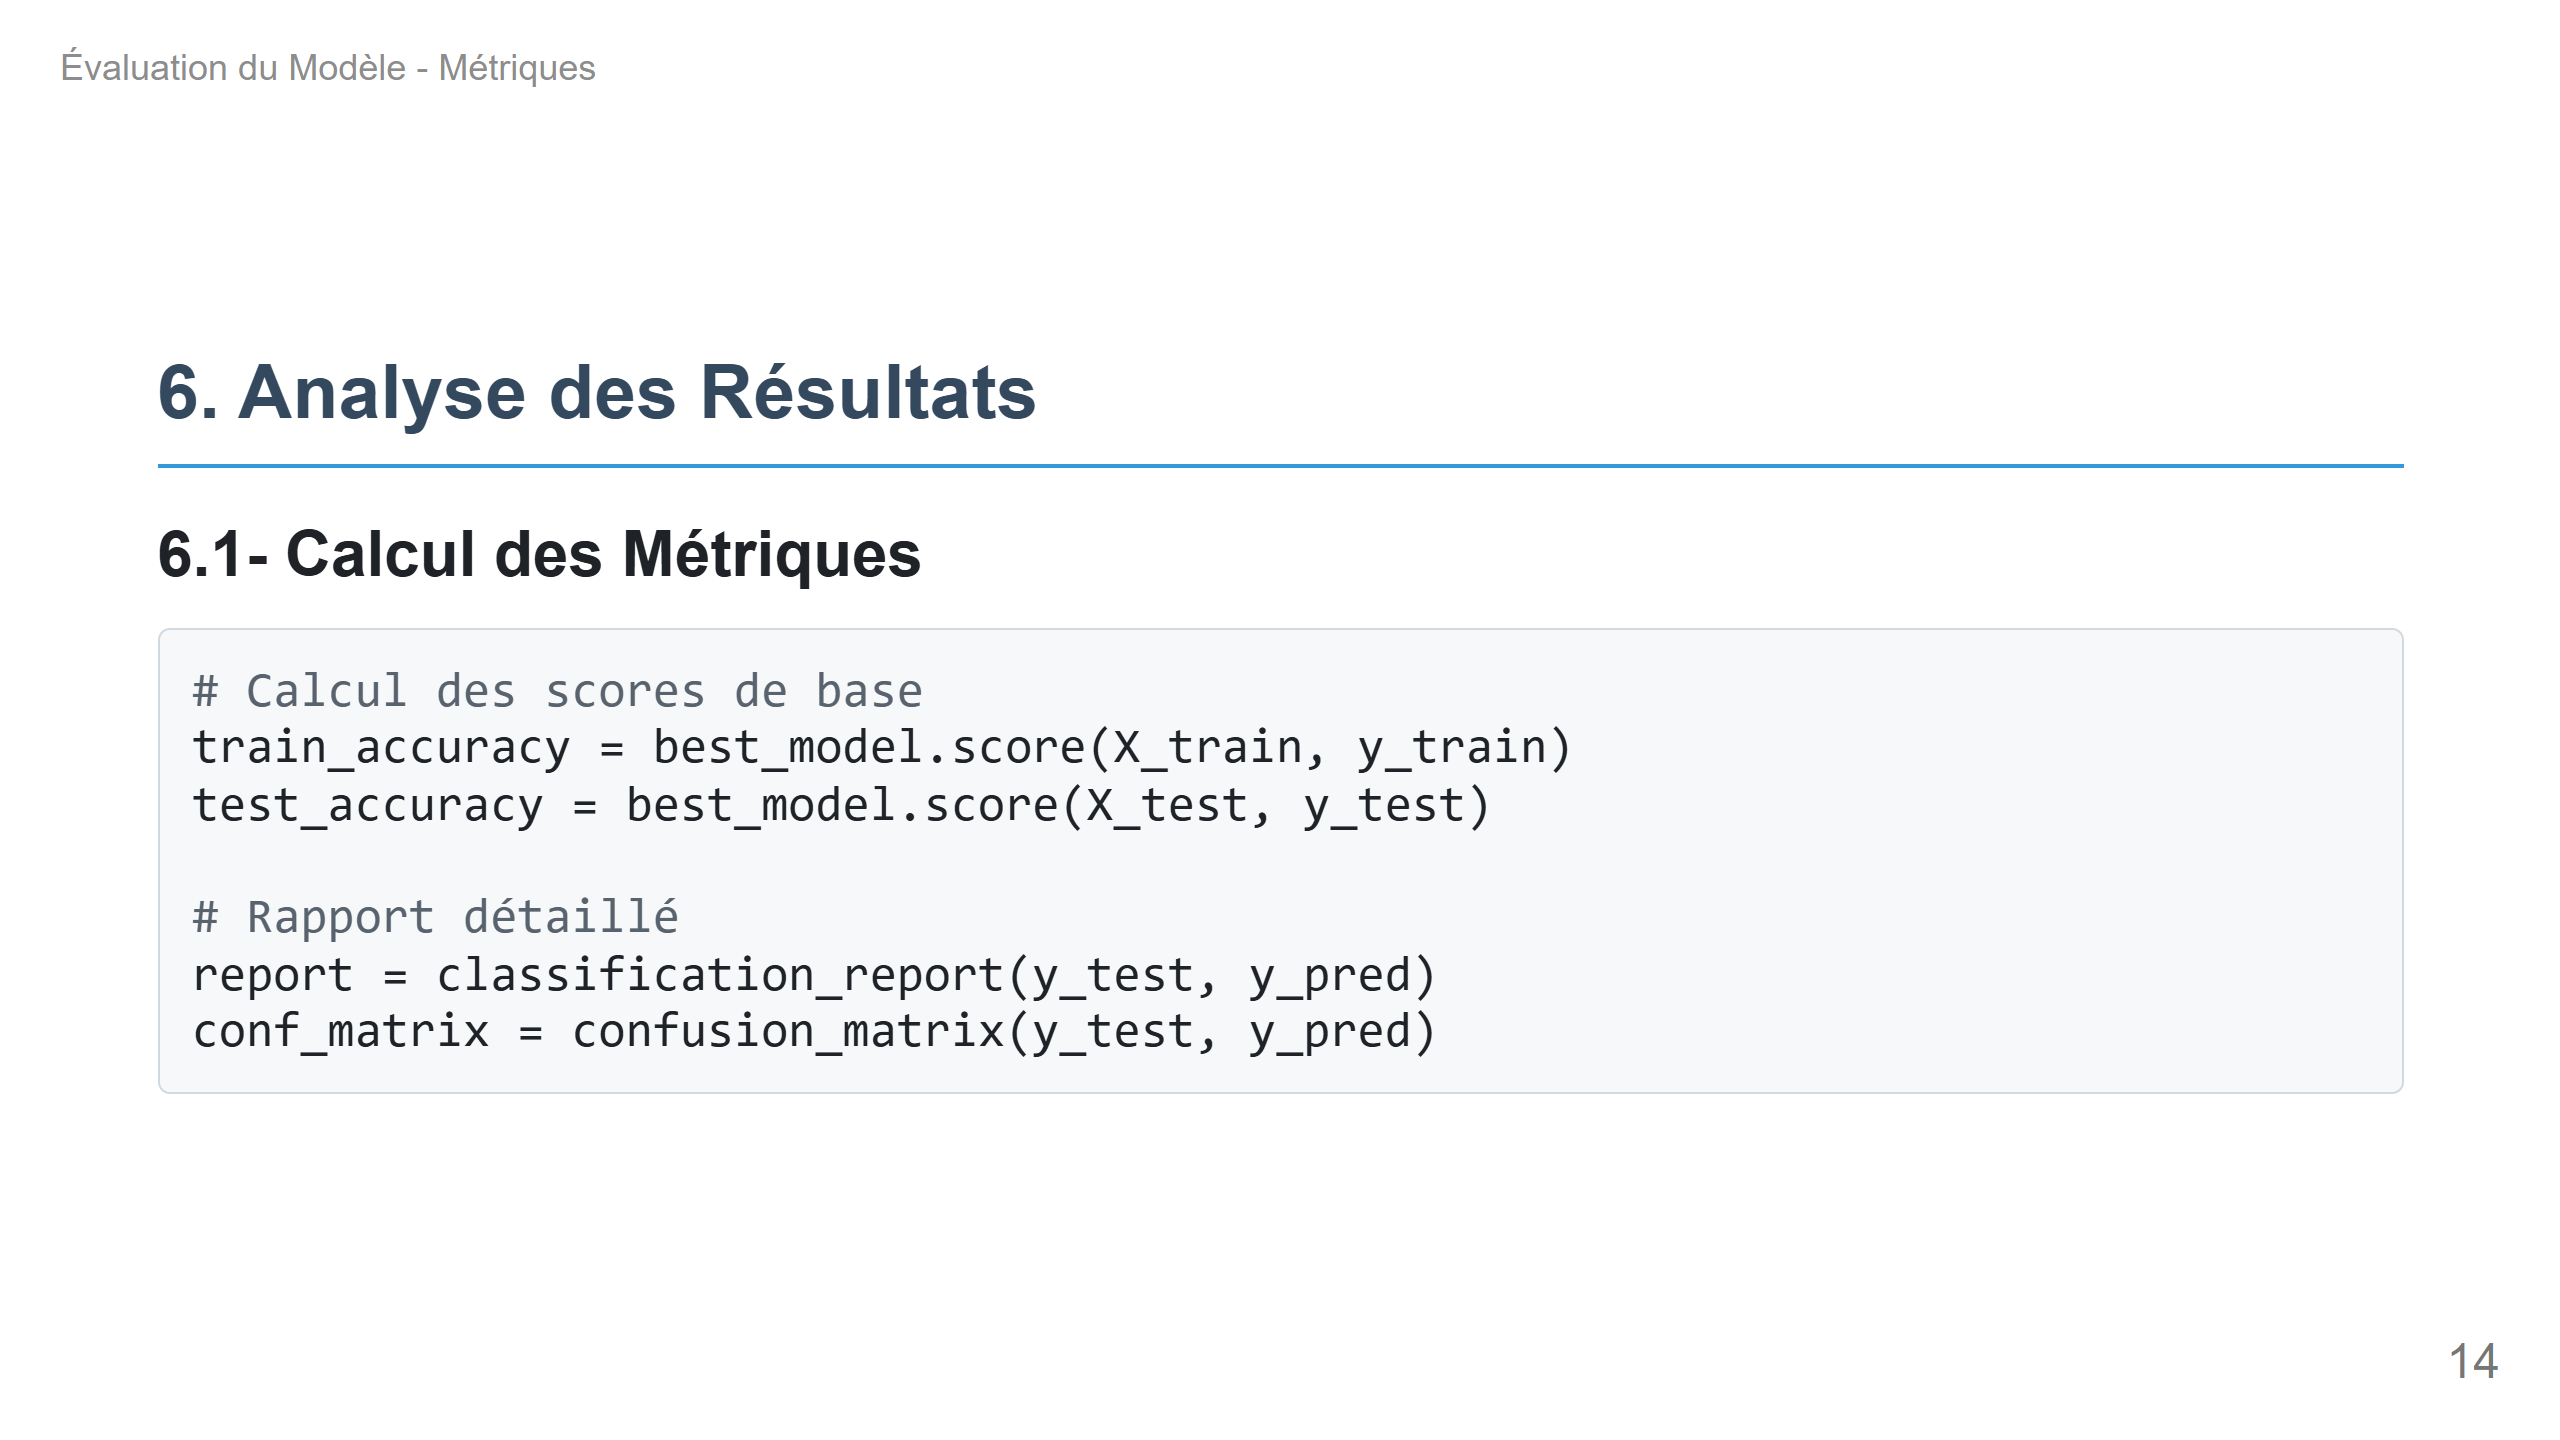 Évaluation du Modèle - Métriques
6. Analyse des Résultats
6.1- Calcul des Métriques
# Calcul des scores de base
train_accuracy = best_model.score(X_train, y_train)
test_accuracy = best_model.score(X_test, y_test)
# Rapport détaillé
report = classification_report(y_test, y_pred)
conf_matrix = confusion_matrix(y_test, y_pred)
14